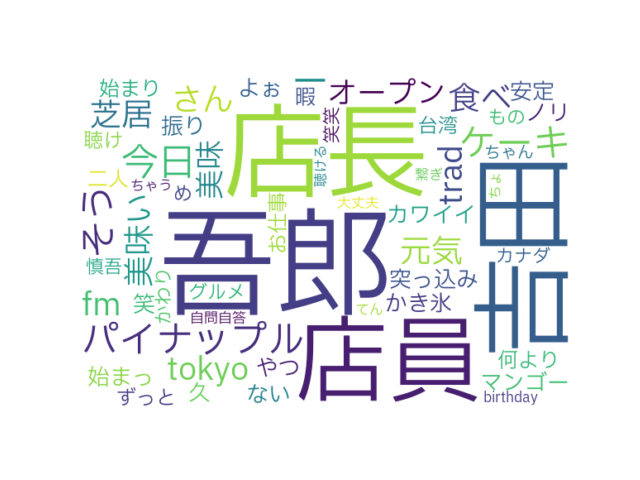 始まり
よぉ
暇
ー
オープン
食べ
安定
芝居
さん
店長
笑笑
もの
ノリ
振り
台湾
ケーキ
聴け
今日
美味
聴ける
trad
ちゃん
二人
ちゃう
め
繋ぎ
ちょ
吉田
そう
美味い
吾郎
お仕事
大丈夫
カワイイ
元気
カナダ
慎吾
かわり
グルメ
突っ込み
fm
笑
自問自答
てん
かき氷
パイナップル
店員
tokyo
やつ
何より
始まっ
マンゴー
ずっと
久
ない
birthday